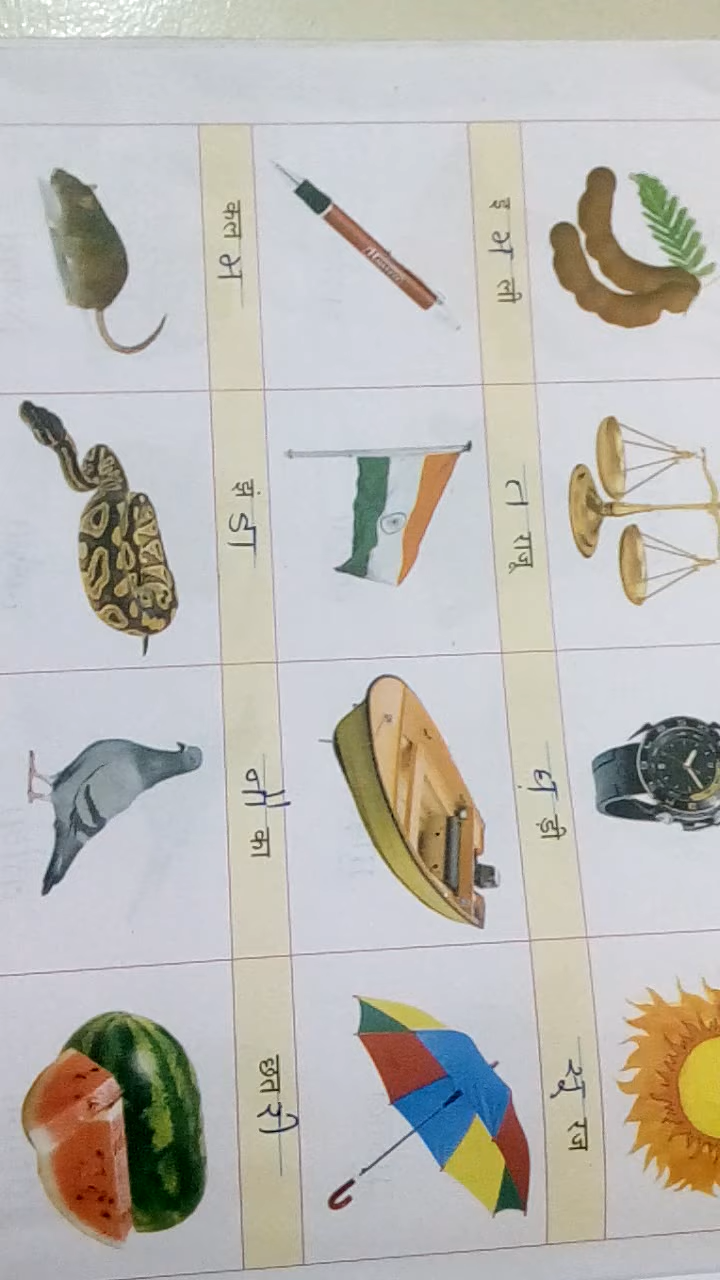 इ म ली   त राजू   घ ड़ी   सू रज
कल म   झं डा   नौ का   छत री